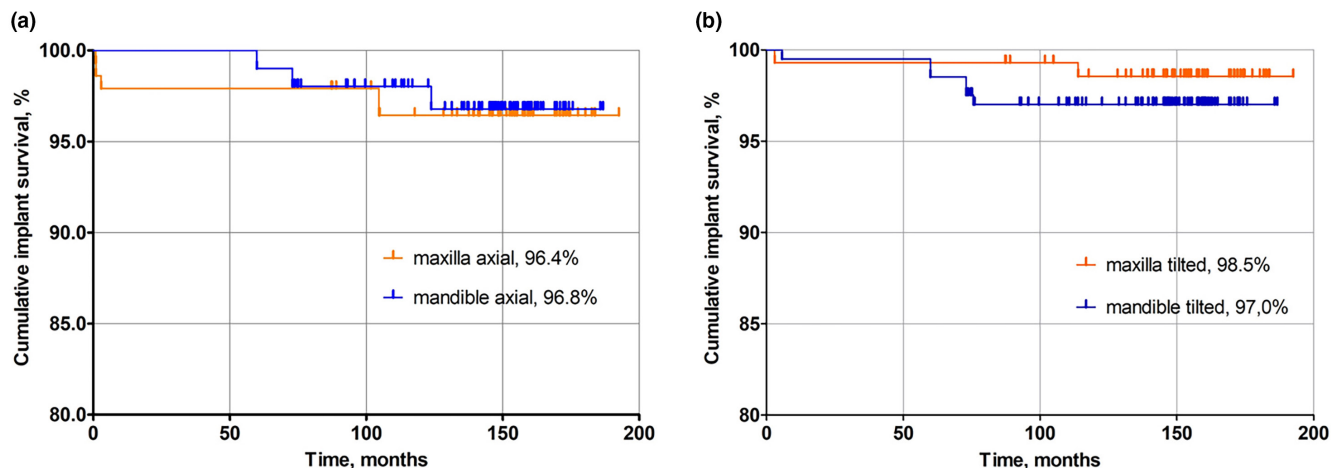 (a)
Cumulative implant survival, %
100.0
95.0
90.0
85.0
80.0
maxilla axial, 96.4%
mandible axial, 96.8%
0 50 100 150 200
Time, months
(b)
Cumulative implant survival, %
100
95
90
85
80
maxilla tilted, 98.5%
mandible tilted, 97,0%
0 50 100 150 200
Time, months